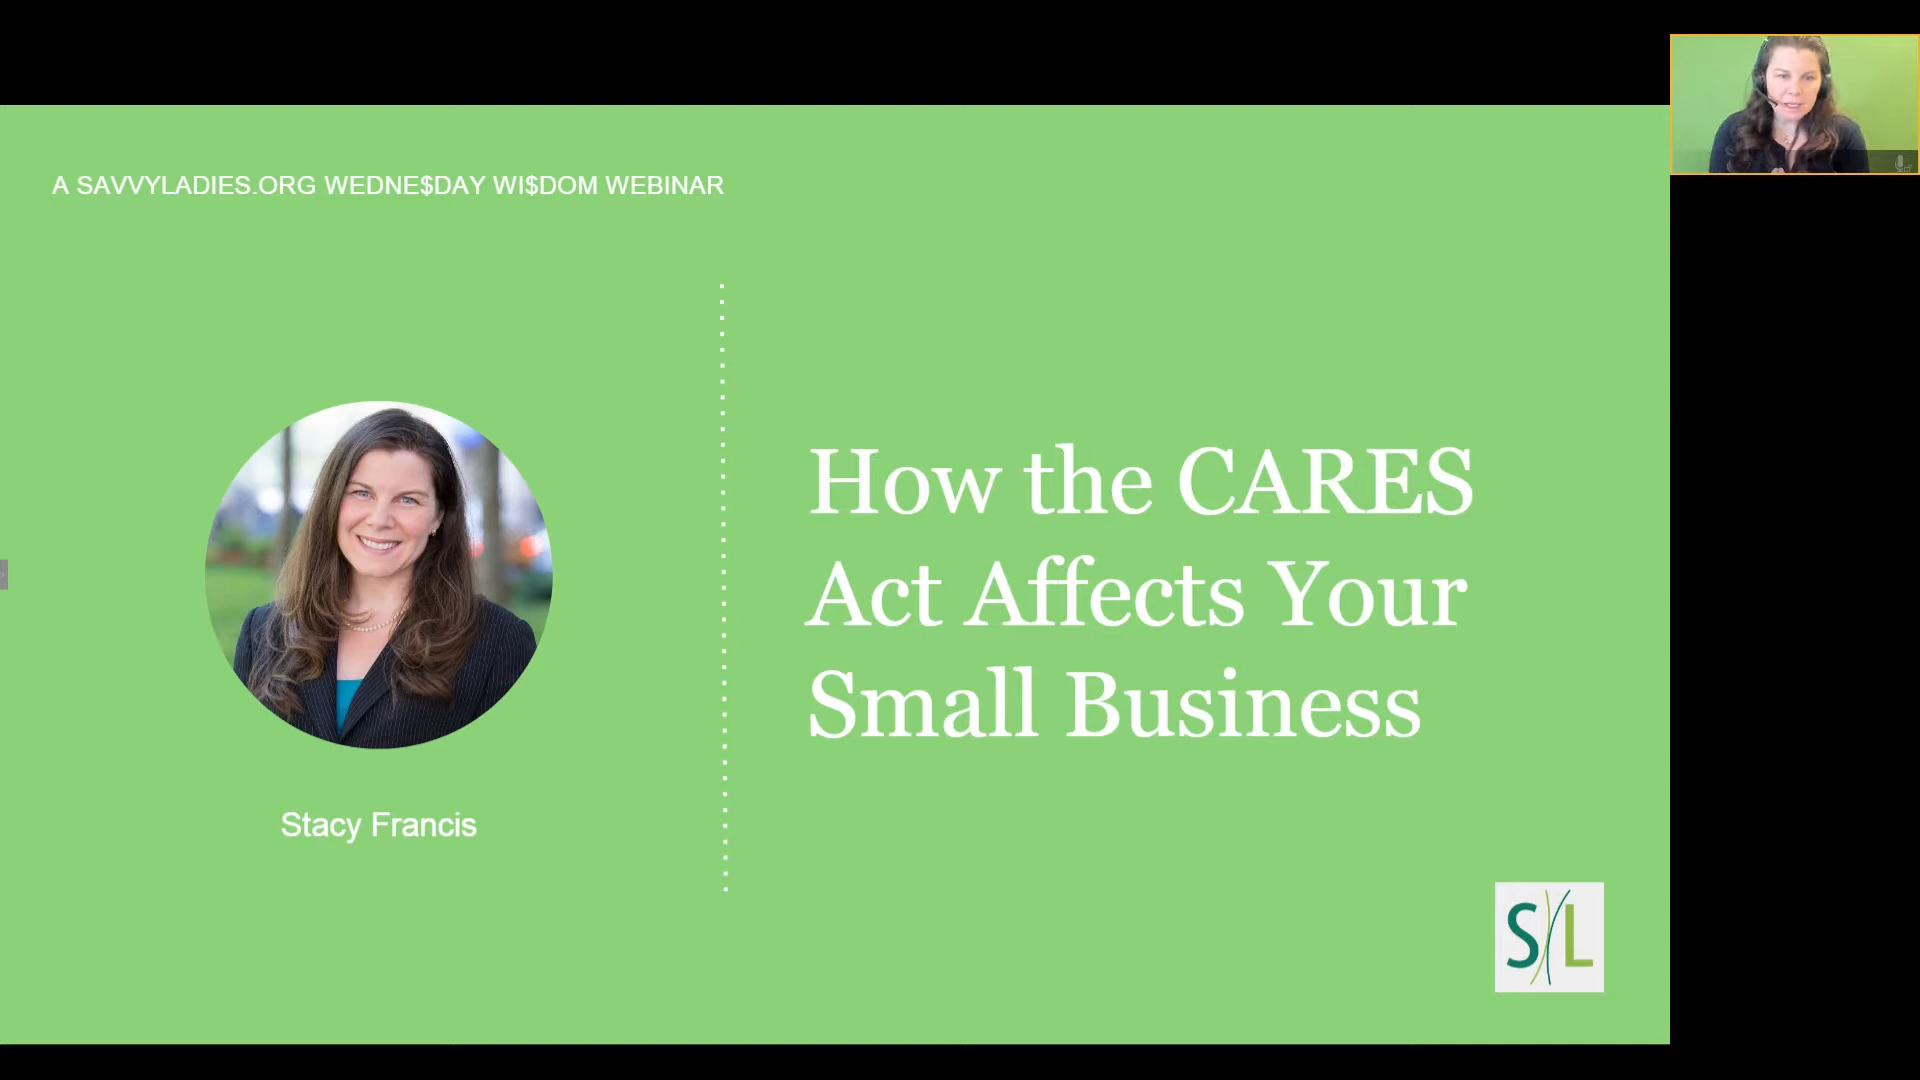 A SAVVYLADIES.ORG WEDNE$DAY WI$DOM WEBINAR
How the CARES
Act Affects Your
Small Business
Stacy Francis
S L